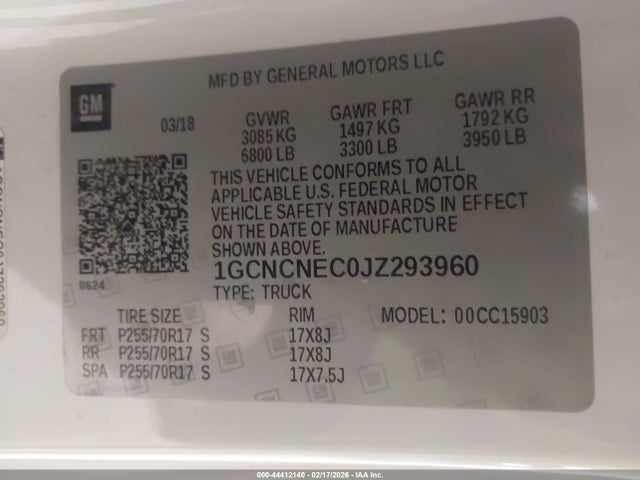 MFD BY GENERAL MOTORS LLC
GM
03/18
GVWR GAWR FRT GAWR RR
3085 KG 1497 KG 1792 KG
6800 LB 3300 LB 3950 LB
THIS VEHICLE CONFORMS TO ALL
APPLICABLE U.S. FEDERAL MOTOR
VEHICLE SAFETY STANDARDS IN EFFECT
ON THE DATE OF MANUFACTURE
SHOWN ABOVE.
8624
1GCNCNEC0JZ293960
TYPE: TRUCK
TIRE SIZE RIM MODEL: 00CC15903
FRT P255/70R17 S 17X8J
RR P255/70R17 S 17X8J
SPA P255/70R17 S 17X7.5J
000-44412140 - 02/17/2026 - IAA Inc.